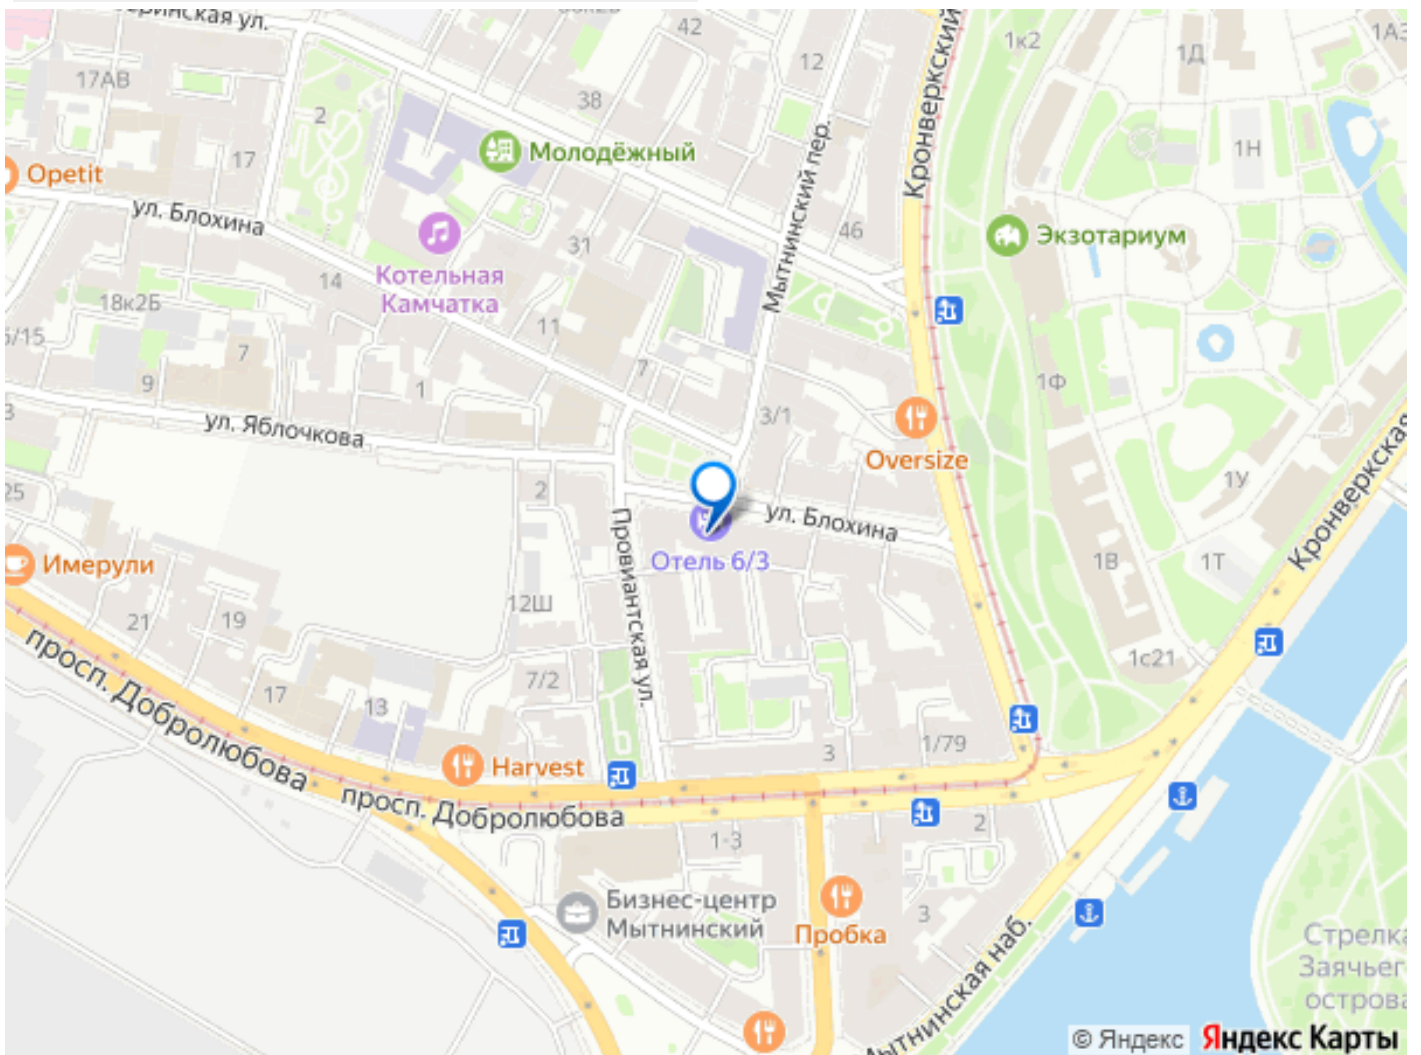 42
1к2
1Д
17АВ
12
38
2
1Н
Молодёжный
17
Opetit
ул. Блохина
Кронверкский
Мытнинский пер.
46
31
Экзотариум
Котельная
Камчатка
14
18к2Б
11
7
7
9
1
1Ф
3/1
ул. Яблочкова
Oversize
2
25
1У
ул. Блохина
Отель 6/3
Провиантская ул.
Кронверкская
Имерули
1В
1Т
12Ш
21
19
7/2
1с21
17
13
просп. Добролюбова
3
1/79
Harvest
просп. Добролюбова
1-3
2
Бизнес-центр
Мытнинский
3
Пробка
Мытнинская наб.
Стрелка
Заячьего
острова
© Яндекс Яндекс Карты